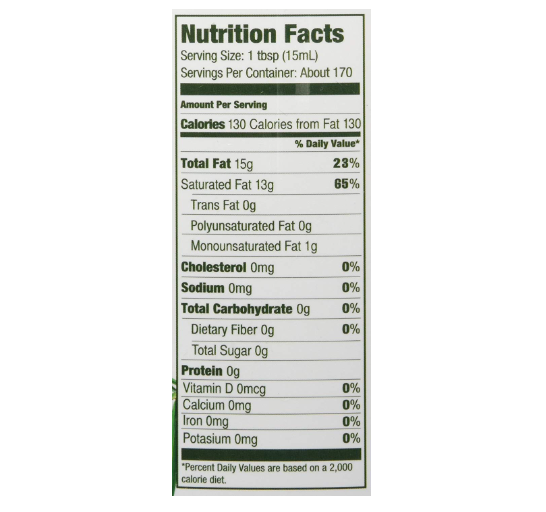 Nutrition Facts
Serving Size: 1 tbsp (15mL)
Servings Per Container: About 170
Amount Per Serving
Calories 130 Calories from Fat 130
% Daily Value*
Total Fat 15g 23%
Saturated Fat 13g 65%
Trans Fat 0g
Polyunsaturated Fat 0g
Monounsaturated Fat 1g
Cholesterol 0mg 0%
Sodium 0mg 0%
Total Carbohydrate 0g 0%
Dietary Fiber 0g 0%
Total Sugar 0g
Protein 0g
Vitamin D 0mcg 0%
Calcium 0mg 0%
Iron 0mg 0%
Potasium 0mg 0%
*Percent Daily Values are based on a 2,000
calorie diet.